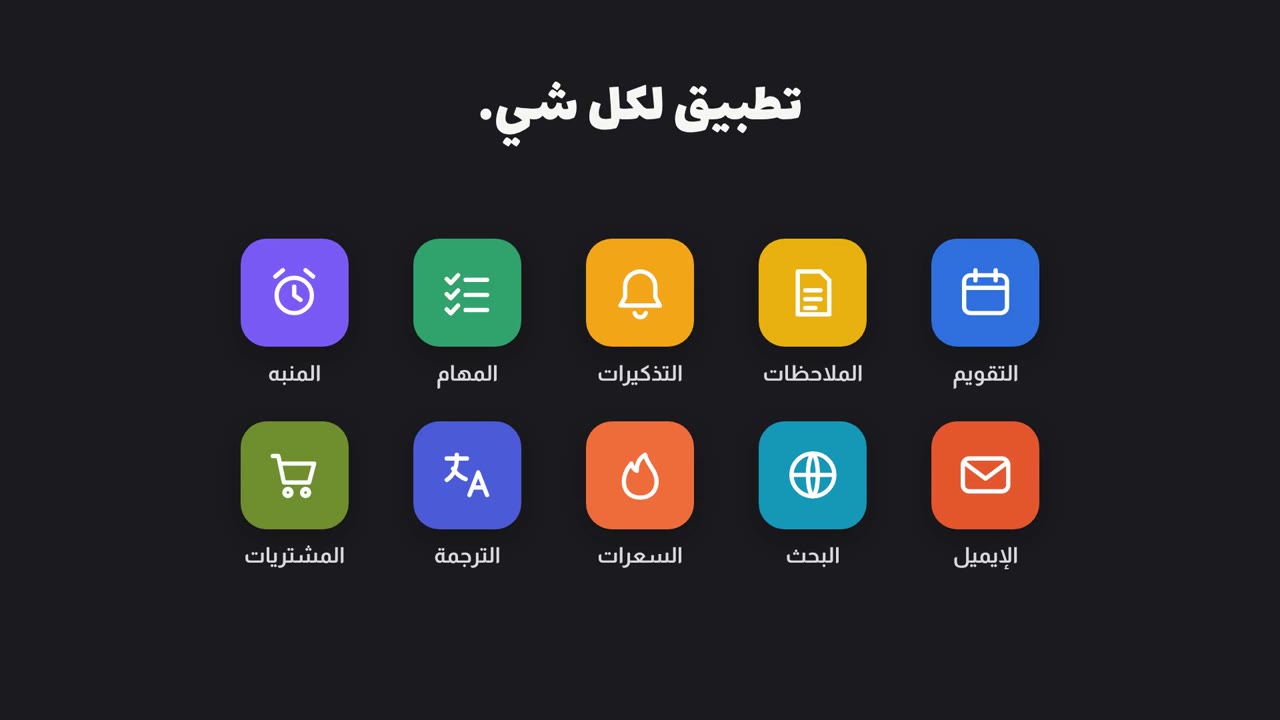 تطبيق لكل شي.
التقويم
الملاحظات
التذكيرات
المهام
المنبه
الإيميل
البحث
السعرات
الترجمة
المشتريات